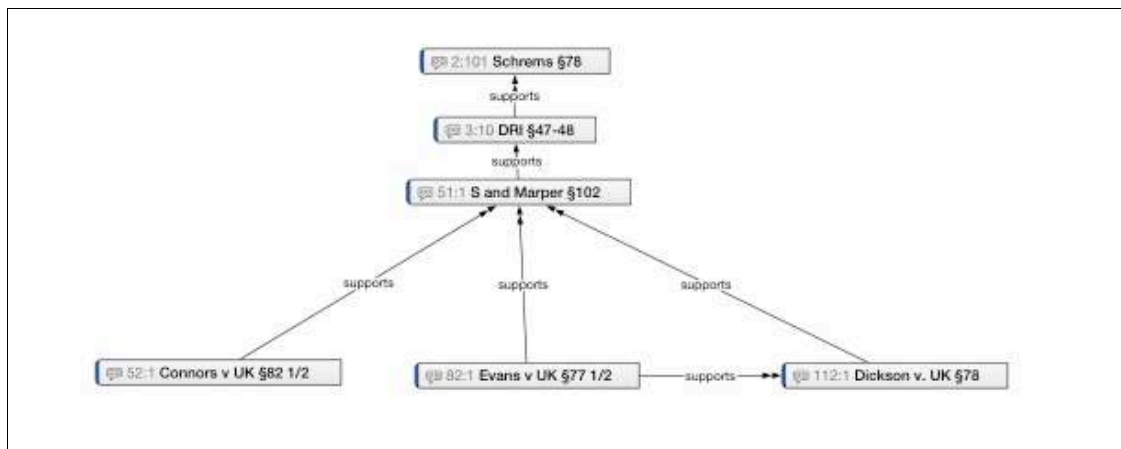 2:101 Schrems §78
supports
3:10 DRI §47-48
supports
51:1 S and Marper §102
supports
supports
supports
52:1 Connors v UK §82 1/2
82:1 Evans v UK §77 1/2
supports
112:1 Dickson v. UK §78